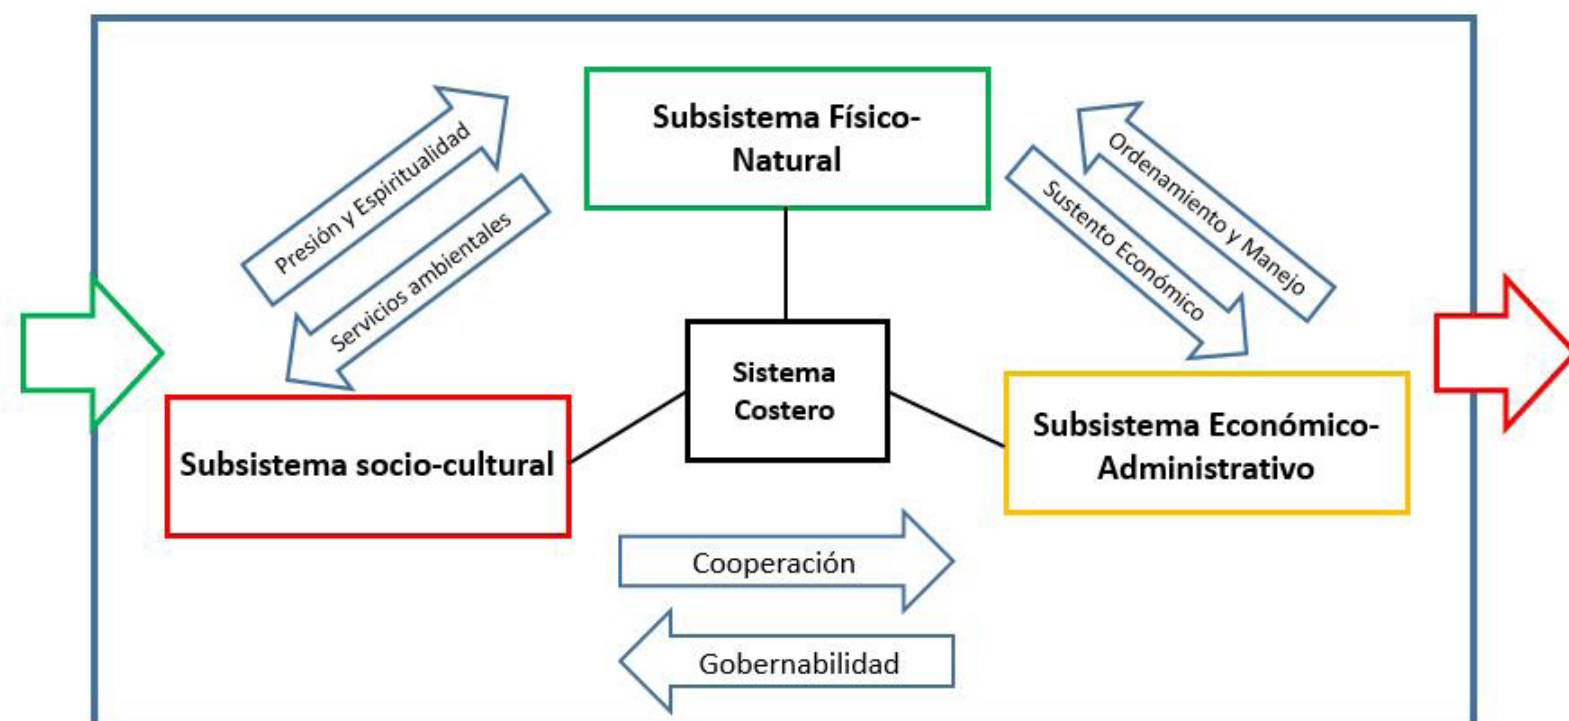 Subsistema Físico-
Natural
Presión y Espiritualidad
Servicios ambientales
Ordenamiento y Manejo
Sustento Económico
Sistema
Costero
Subsistema socio-cultural
Subsistema Económico-
Administrativo
Cooperación
Gobernabilidad